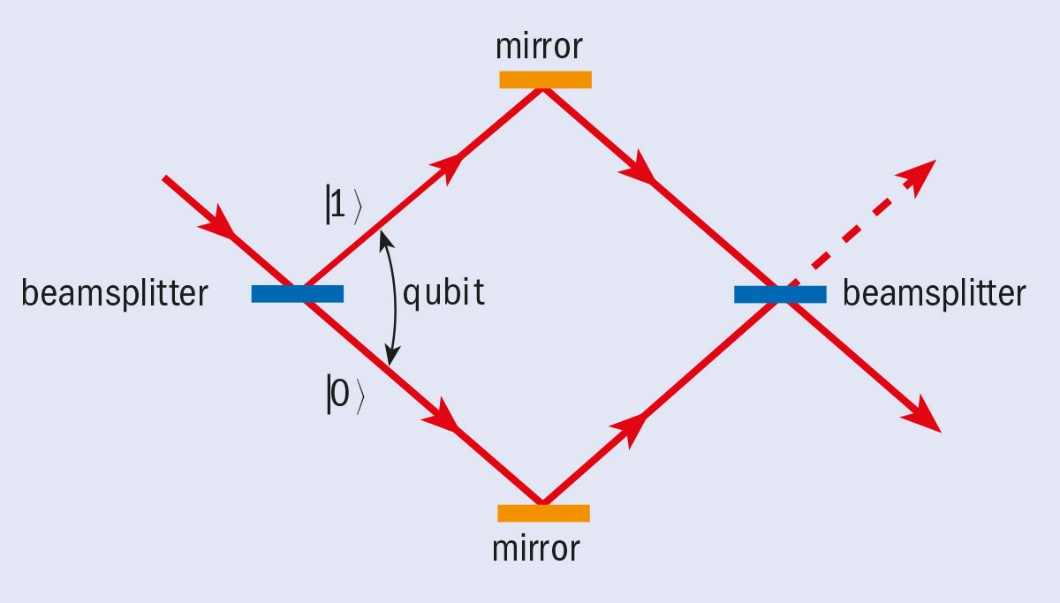 mirror
|1⟩
beamsplitter
qubit
beamsplitter
|0⟩
mirror